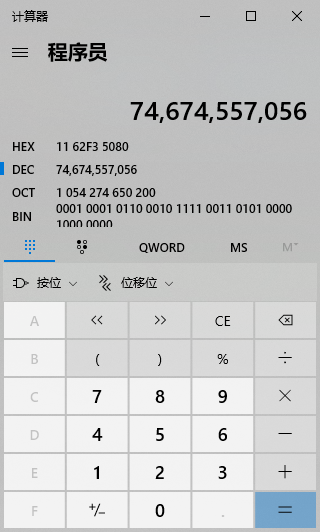 计算器
程序员
74,674,557,056
HEX 11 62F3 5080
DEC 74,674,557,056
OCT 1 054 274 650 200
BIN 0001 0001 0110 0010 1111 0011 0101 0000
1000 0000
QWORD MS M˅
按位 位移位
A << >> CE
B ( ) % ÷
C 7 8 9 ×
D 4 5 6 −
E 1 2 3 +
F +/− 0 . =